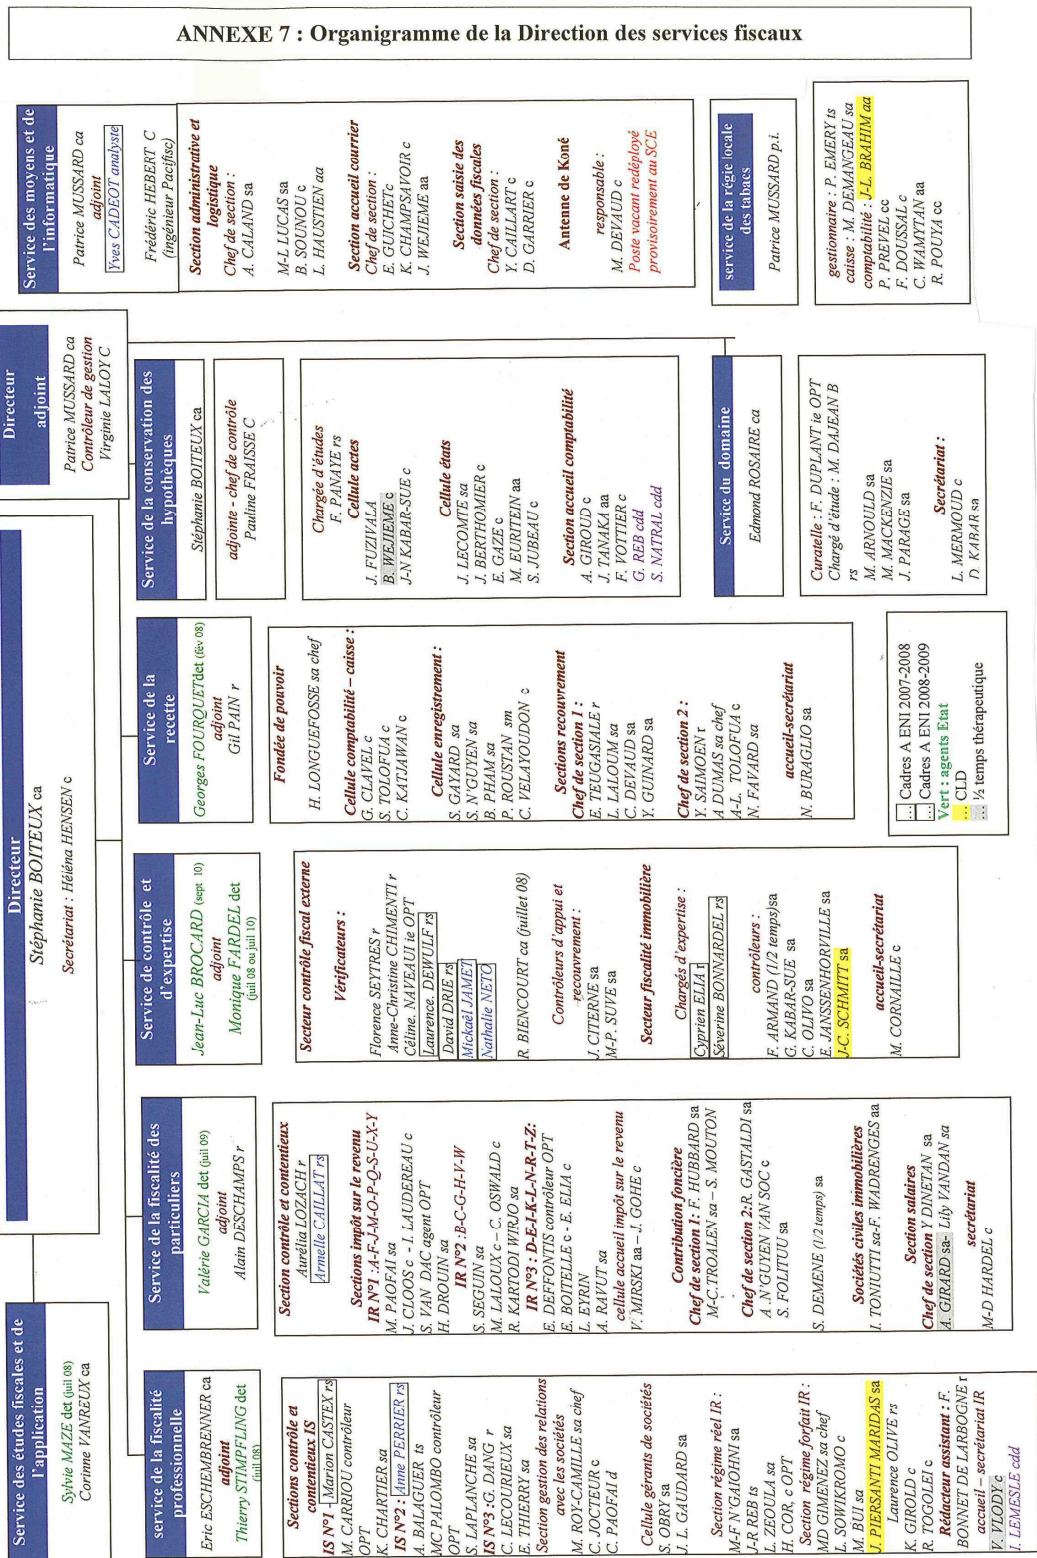 ANNEXE 7 : Organigramme de la Direction des services fiscaux
Directeur
Stéphanie BOITEUX ca
Secrétariat : Héléna HENSEN c
Directeur
adjoint
Patrice MUSSARD ca
Contrôleur de gestion
Virginie LALOY C
Service des études fiscales et de
l'application
Sylvie MAZE det (juil 08)
Corinne VANREUX ca
service de la fiscalité
professionnelle
Eric ESCHEMBRENNER ca
adjoint
Thierry STIMPFLING det
(juil 08)
Sections contrôle et
contentieux IS
IS N°1 - Marion CASTEX rs
M. CARRIOU contrôleur
OPT
K. CHARTIER sa
IS N°2 : Anne PERRIER rs
A. BALAGUER ts
MC PALOMBO contrôleur
OPT
S. LAPLANCHE sa
IS N°3 :G. DANG r
C. LECOURIEUX sa
E. THIERRY sa
Section gestion des relations
avec les sociétés
M. ROY-CAMILLE sa chef
C. JOCTEUR c
C. PAOFAI d
Cellule gérants de sociétés
S. OBRY sa
J. L. GAUDARD sa
Section régime réel IR :
M-F N'GAIOHNI sa
J-R REB ts
L. ZEOULA sa
H. COR, c OPT
Section régime forfait IR :
MD GIMENEZ sa chef
L. SOWIKROMO c
M. BUI sa
J. PIERSANTI MARIDAS sa
Laurence OLIVE rs
K. GIROLD c
R. TOGOLEI c
Rédacteur assistant : F.
BONNET DE LARBOGNE r
accueil – secrétariat IR
V. VLODY c
I. LEMESLE cdd
Service de la fiscalité des
particuliers
Valérie GARCIA det (juil 09)
adjoint
Alain DESCHAMPS r
Section contrôle et contentieux
Aurélia LOZACH r
Armelle CAILLAT rs
Sections impôt sur le revenu
IR N°1 :A-F-J-M-O-P-Q-S-U-X-Y
M. PAOFAI sa
J. CLOOS c - I. LAUDEREAU c
S. VAN DAC agent OPT
H. DROUIN sa
IR N°2 :B-C-G-H-V-W
S. SEGUIN sa
M. LALOUX c – C. OSWALD c
R. KARTODI WIRJO sa
IR N°3 : D-E-I-K-L-N-R-T-Z:
E. DEFFONTIS contrôleur OPT
E. BOITELLE c - E. ELIA c
L. EYRIN
A. RAVUT sa
cellule accueil impôt sur le revenu
V. MIRSKI aa – J. GOHE c
Contribution foncière
Chef de section 1: F. HUBBARD sa
M-C.TROALEN sa – S. MOUTON
Chef de section 2:R. GASTALDI sa
A .N'GUYEN VAN SOC c
S. FOLITUU sa
S. DEMENE (1/2 temps) sa
Sociétés civiles immobilières
I. TONIUTTI sa-F. WADRENGES aa
Section salaires
Chef de section Y DINETAN sa
A. GIRARD sa- Lily VANDAN sa
secrétariat
M-D HARDEL c
Service de contrôle et
d'expertise
Jean-Luc BROCARD (sept 10)
adjoint
Monique FARDEL det
(juil 08 ou juil 10)
Secteur contrôle fiscal externe
Vérificateurs :
Florence SEYTRES r
Anne-Christine CHIMENTI r
Céline. NAVEAU1 ie OPT
Laurence. DEWULF rs
David DRIE rs
Mickaël JAMET
Nathalie NETO
R. BIENCOURT ca (juillet 08)
Contrôleurs d'appui et
recouvrement :
J. CITERNE sa
M-P. SUVE sa
Secteur fiscalité immobilière
Chargés d'expertise :
Cyprien ELIA r
Séverine BONNARDEL rs
contrôleurs :
F. ARMAND (1/2 temps)sa
G. KABAR-SUE sa
C. OLIVO sa
E. JANSSENHORVILLE sa
J-C. SCHMITT sa
accueil-secrétariat
M. CORNAILLE c
Service de la
recette
Georges FOURQUET det (fév 08)
adjoint
Gil PAIN r
Fondée de pouvoir
H. LONGUEFOSSE sa chef
Cellule comptabilité – caisse :
G. CLAVEL c
S. TOLOFUA c
C. KATJAWAN c
Cellule enregistrement :
S. GAYARD sa
S. N'GUYEN sa
B. PHAM sa
P. ROUSTAN sm
C. VELAYOUDON c
Sections recouvrement
Chef de section 1 :
E. TEUGASIALE r
L. LALOUM sa
C. DEVAUD sa
Y. GUINARD sa
Chef de section 2 :
Y. SAIMOEN r
A DUMAS sa chef
A-L. TOLOFUA c
N. FAVARD sa
accueil-secrétariat
N. BURAGLIO sa
... Cadres A ENI 2007-2008
... Cadres A ENI 2008-2009
Vert : agents Etat
... CLD
... ½ temps thérapeutique
Service de la conservation des
hypothèques
Stéphanie BOITEUX ca
adjointe - chef de contrôle
Pauline FRAISSE C
Chargée d'études
F. PANAYE rs
Cellule actes
J. FUZIVALA
B. WEJIEME c
J-N KABAR-SUE c
Cellule états
J. LECOMTE sa
J. BERTHOMIER c
E. GAZE c
M. EURITEIN aa
S. JUBEAU c
Section accueil comptabilité
A. GIROUD c
J. TANAKA aa
F. VOTTIER c
G. REB cdd
S. NATRAL cdd
Service du domaine
Edmond ROSAIRE ca
Curatelle : F. DUPLANT ie OPT
Chargé d'étude : M. DAJEAN B
rs
M. ARNOULD sa
M. MACKENZIE sa
J. PARAGE sa
Secrétariat :
L. MERMOUD c
D. KABAR sa
Service des moyens et de
l'informatique
Patrice MUSSARD ca
adjoint
Yves CADEOT analyste
Frédéric HEBERT C
(ingénieur Pacifisc)
Section administrative et
logistique
Chef de section :
A. CALAND sa
M-L LUCAS sa
B. SOUNOU c
L. HAUSTIEN aa
Section accueil courrier
Chef de section :
E. GUICHETc
K. CHAMPSAVOIR c
J. WEJIEME aa
Section saisie des
données fiscales
Chef de section :
Y. CAILLART c
D. GARRIER c
Antenne de Koné
responsable :
M. DEVAUD c
Poste vacant redéployé
provisoirement au SCE
service de la régie locale
des tabacs
Patrice MUSSARD p.i.
gestionnaire : P. EMERY ts
caisse : M. DEMANGEAU sa
comptabilité : J-L. BRAHIM aa
P. PREVEL cc
F. DOUSSAL c
C. WAMYTAN aa
R. POUYA cc